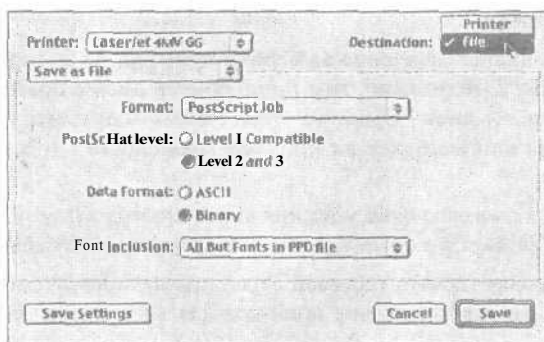 Printer
Printer: LaserJet 4MV GG Destination: ✓ File
Save as File
Format: PostScript Job
PostScHat level: Level 1 Compatible
Level 2 and 3
Data Format: ASCII
Binary
Font Inclusion: All But Fonts in PPD file
Save Settings Cancel Save